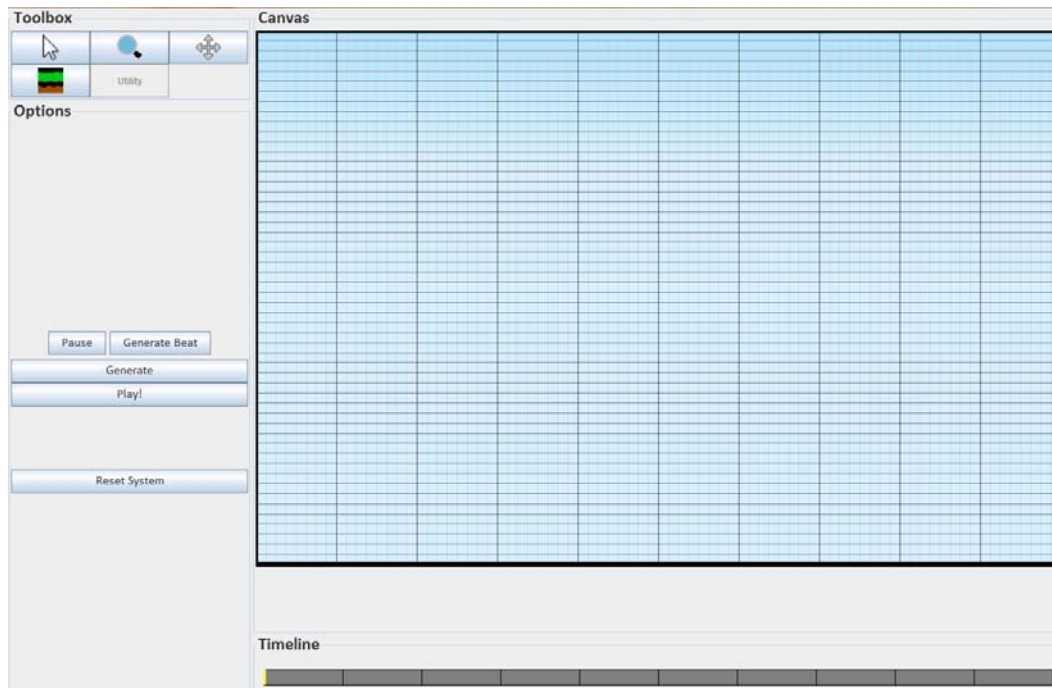 Toolbox
Canvas
Utility
Options
Pause
Generate Beat
Generate
Play!
Reset System
Timeline